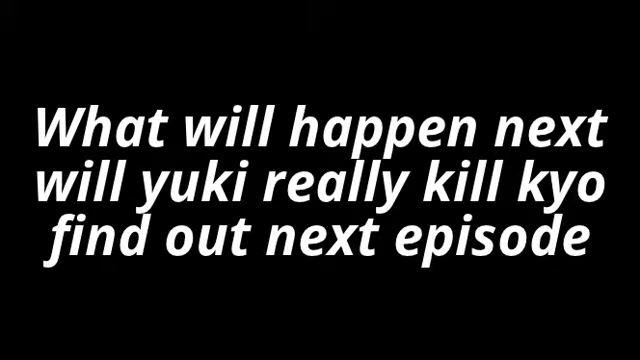 What will happen next
will yuki really kill kyo
find out next episode